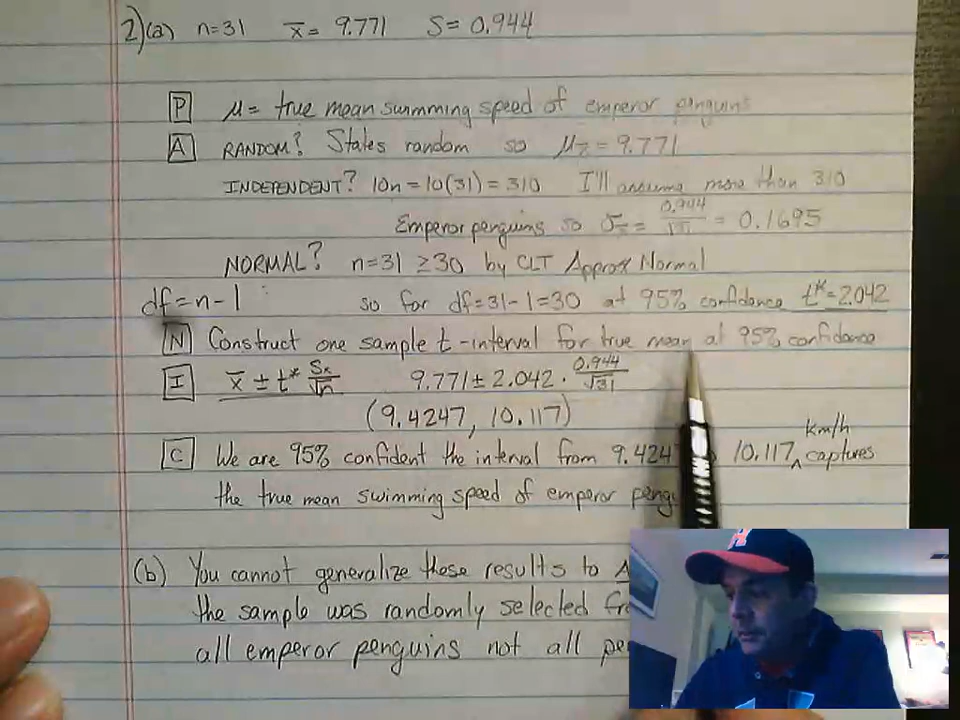 2)(a) n=31 x̄= 9.771 S= 0.944
P μ= true mean swimming speed of emperor penguins
A RANDOM? States random so μx̄=9.771
INDEPENDENT? 10n=10(31)=310 I'll assume more than 310
Emperor penguins so σx̄= 0.944/√31 = 0.1695
NORMAL? n=31 ≥30 by CLT Approx Normal
df=n-1 so for df=31-1=30 at 95% confidence t*=2.042
N Construct one sample t-interval for true mean at 95% confidence
I x̄ ± t* Sx/√n 9.771 ± 2.042 · 0.944/√31
(9.4247, 10.117)
km/h
C We are 95% confident the interval from 9.424 10.117^ captures
the true mean swimming speed of emperor
(b) You cannot generalize these results to
the sample was randomly selected
all emperor penguins not all
H